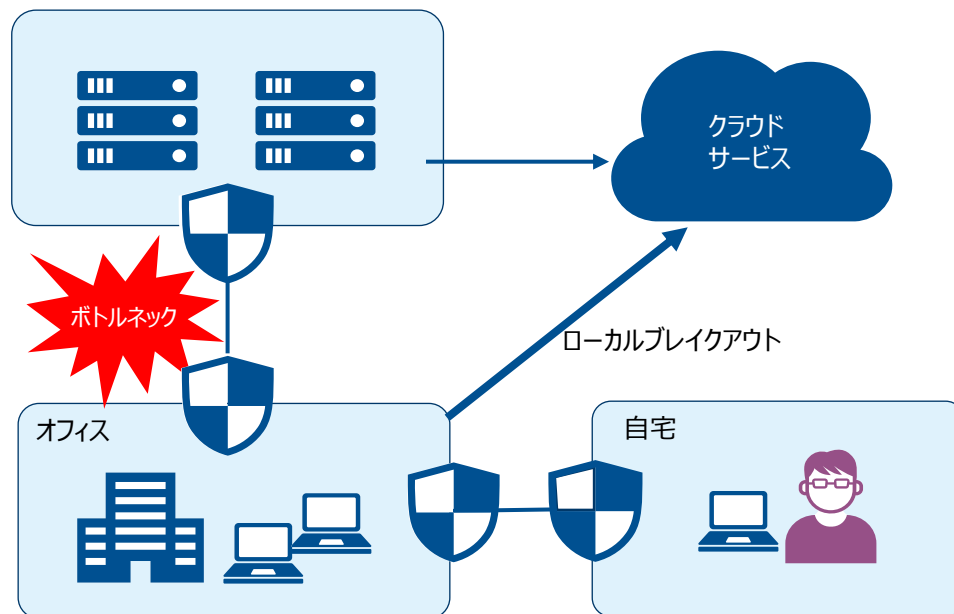 クラウド
サービス
ボトルネック
ローカルブレイクアウト
オフィス
自宅